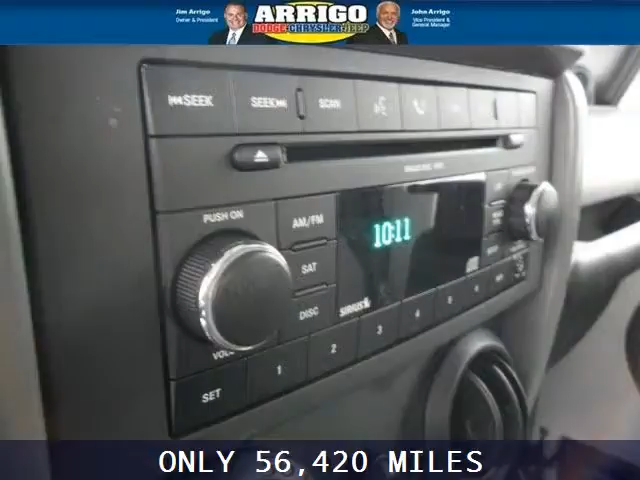 Jim Arrigo
Owner & President
ARRIGO
DODGE•CHRYSLER•JEEP
John Arrigo
Vice President &
General Manager
SEEK
SEEK
SCAN
PUSH ON
AM/FM
SAT
DISC
10:11
SIRIUS
SET
1
2
3
4
5
6
ONLY 56,420 MILES